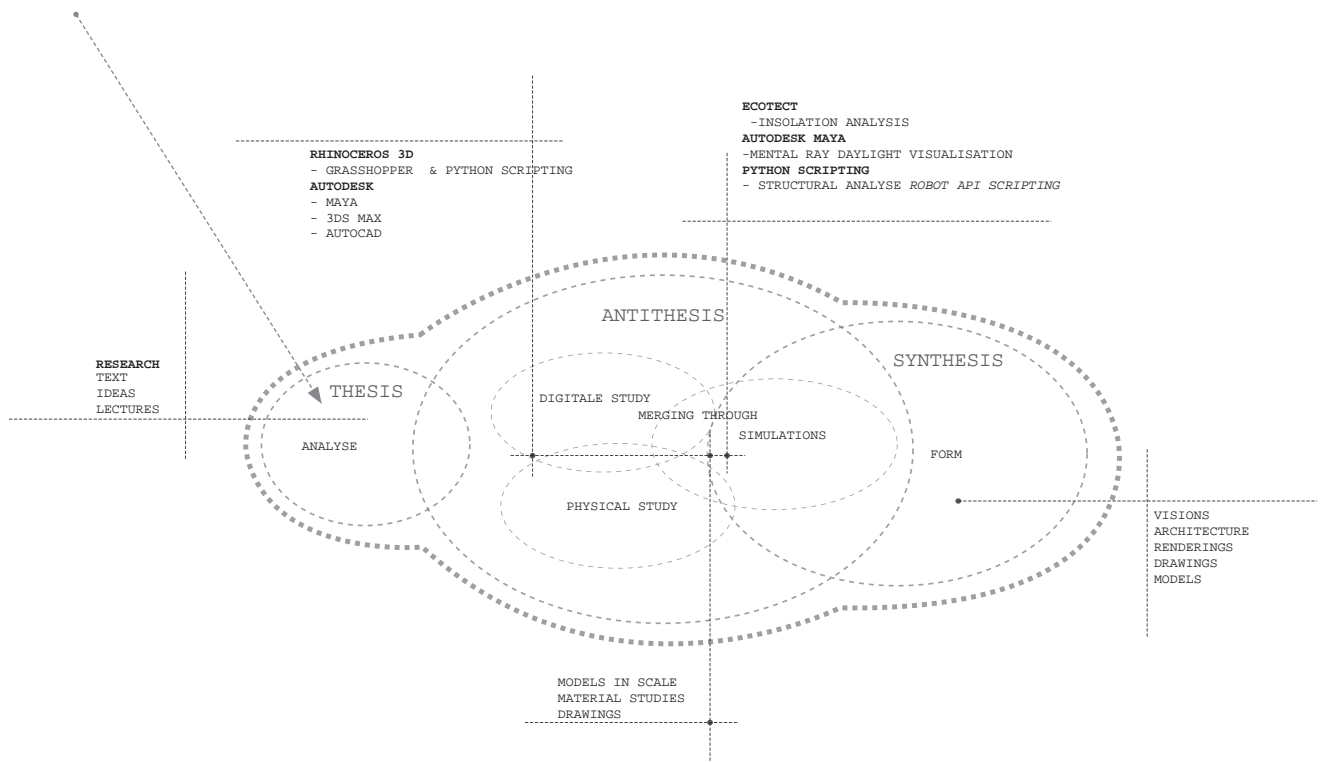 ECOTECT
-INSOLATION ANALYSIS
AUTODESK MAYA
-MENTAL RAY DAYLIGHT VISUALISATION
PYTHON SCRIPTING
- STRUCTURAL ANALYSE ROBOT API SCRIPTING
RHINOCEROS 3D
- GRASSHOPPER & PYTHON SCRIPTING
AUTODESK
- MAYA
- 3DS MAX
- AUTOCAD
RESEARCH
TEXT
IDEAS
LECTURES
THESIS
ANALYSE
ANTITHESIS
DIGITALE STUDY
MERGING THROUGH
SIMULATIONS
PHYSICAL STUDY
SYNTHESIS
FORM
VISIONS
ARCHITECTURE
RENDERINGS
DRAWINGS
MODELS
MODELS IN SCALE
MATERIAL STUDIES
DRAWINGS